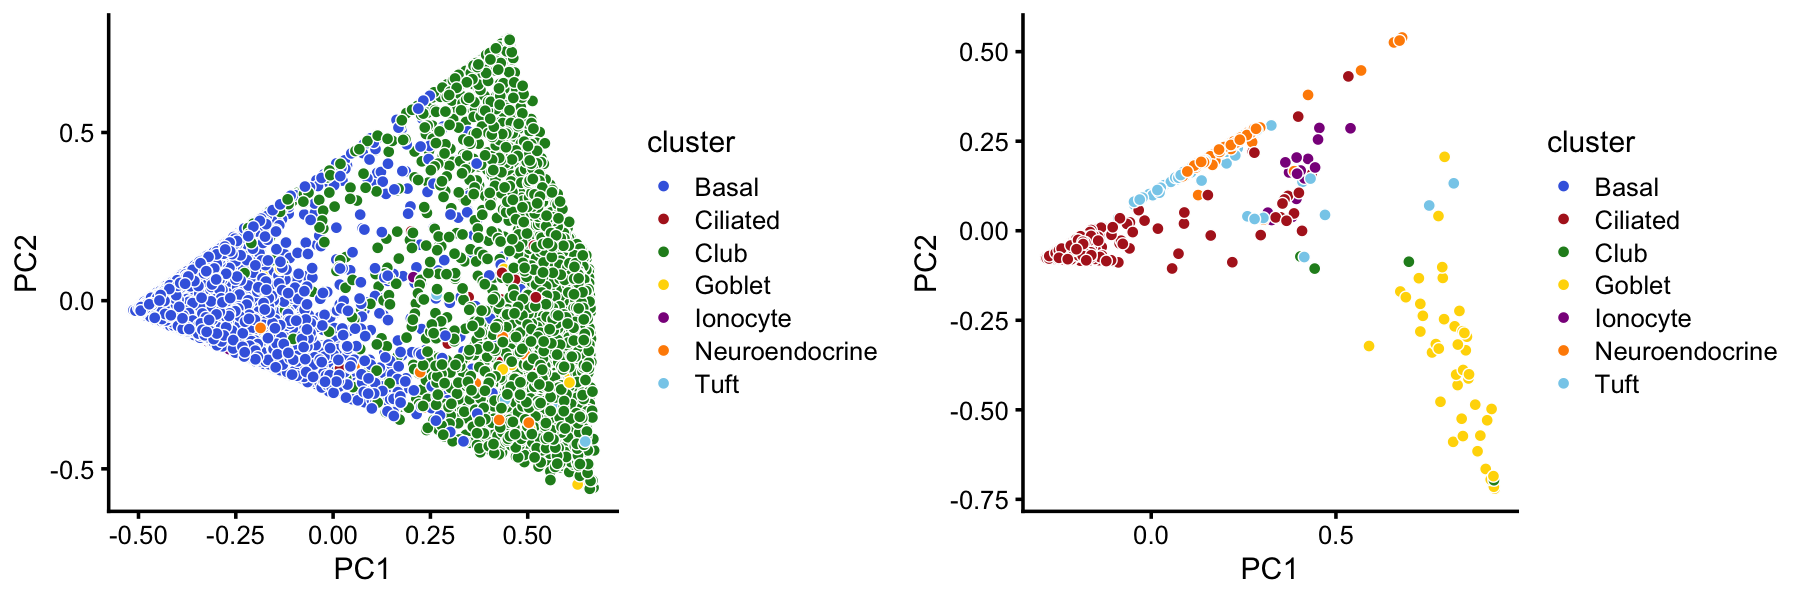 0.5
0.0
-0.5
PC2
-0.50
-0.25
0.00
0.25
0.50
PC1
cluster
Basal
Ciliated
Club
Goblet
Ionocyte
Neuroendocrine
Tuft
0.50
0.25
0.00
-0.25
-0.50
-0.75
PC2
0.0
0.5
PC1
cluster
Basal
Ciliated
Club
Goblet
Ionocyte
Neuroendocrine
Tuft